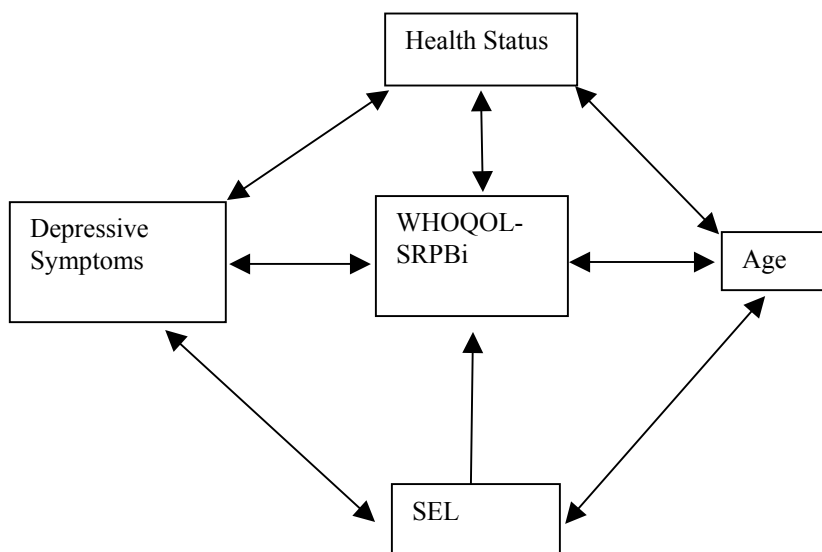 Health Status
Depressive
Symptoms
WHOQOL-
SRPBi
Age
SEL